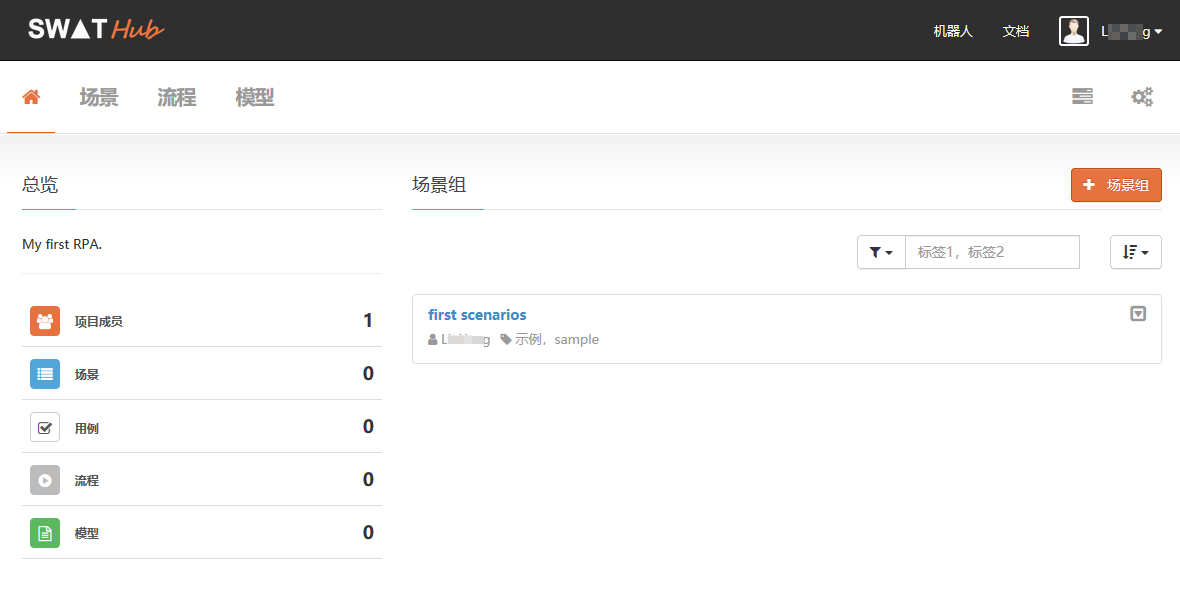 SWAT Hub
机器人 文档
场景 流程 模型
总览
场景组
场景组
My first RPA.
标签1，标签2
first scenarios
示例，sample
项目成员 1
场景 0
用例 0
流程 0
模型 0